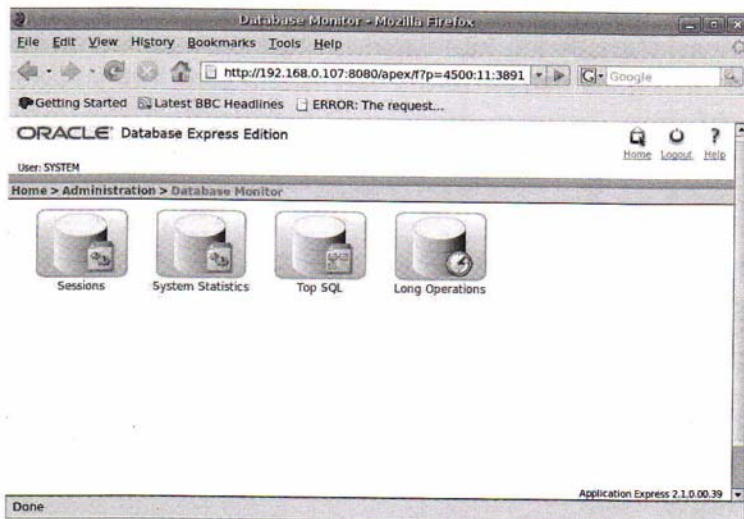 Database Monitor - Mozilla Firefox
File Edit View History Bookmarks Tools Help
http://192.168.0.107:8080/apex/f?p=4500:11:3891
G Google
Getting Started Latest BBC Headlines ERROR: The request...
ORACLE Database Express Edition
Home Logout Help
User: SYSTEM
Home > Administration > Database Monitor
Sessions System Statistics Top SQL Long Operations
Application Express 2.1.0.00.39
Done